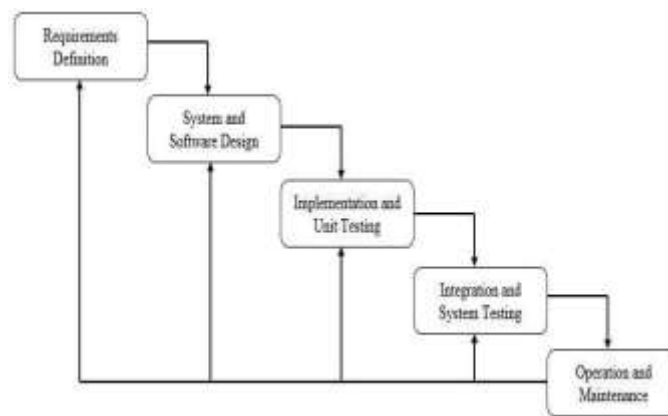 Requirements
Definition
System and
Software Design
Implementation and
Unit Testing
Integration and
System Testing
Operation and
Maintenance